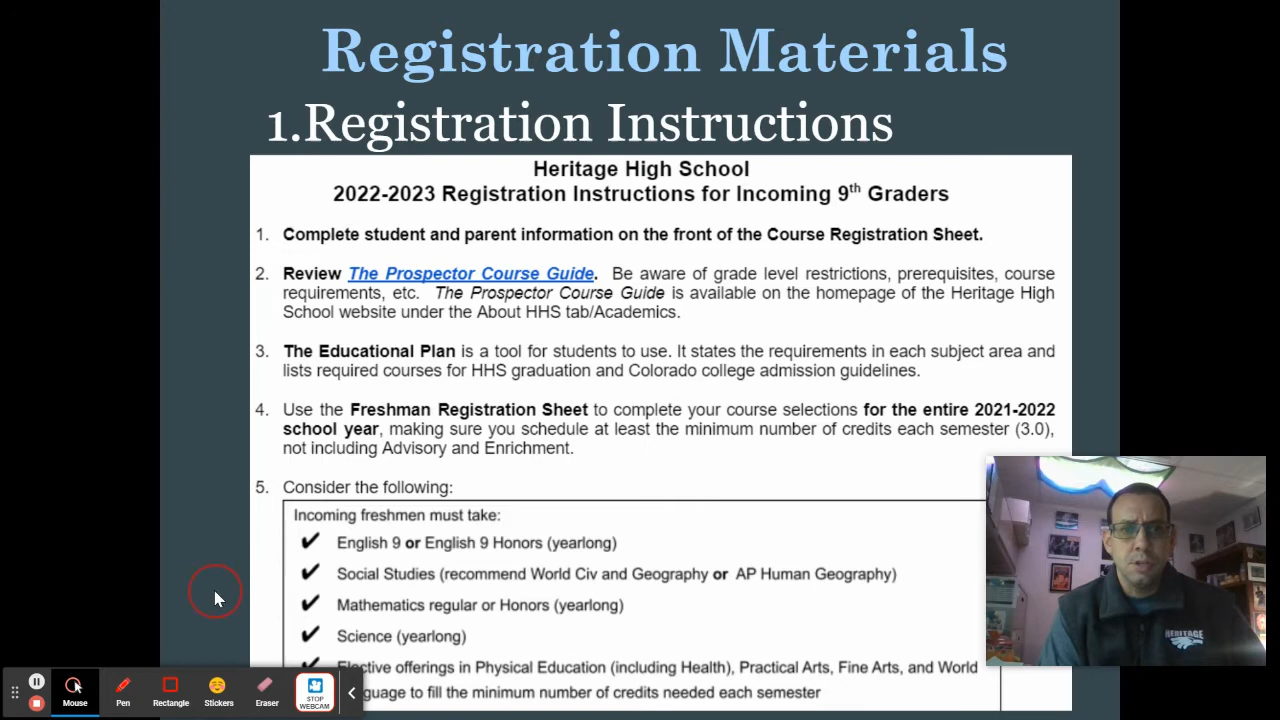 Registration Materials
1.Registration Instructions
Heritage High School
2022-2023 Registration Instructions for Incoming 9th Graders
1. Complete student and parent information on the front of the Course Registration Sheet.
2. Review The Prospector Course Guide. Be aware of grade level restrictions, prerequisites, course
requirements, etc. The Prospector Course Guide is available on the homepage of the Heritage High
School website under the About HHS tab/Academics.
3. The Educational Plan is a tool for students to use. It states the requirements in each subject area and
lists required courses for HHS graduation and Colorado college admission guidelines.
4. Use the Freshman Registration Sheet to complete your course selections for the entire 2021-2022
school year, making sure you schedule at least the minimum number of credits each semester (3.0),
not including Advisory and Enrichment.
5. Consider the following:
Incoming freshmen must take:
✔ English 9 or English 9 Honors (yearlong)
✔ Social Studies (recommend World Civ and Geography or AP Human Geography)
✔ Mathematics regular or Honors (yearlong)
✔ Science (yearlong)
✔ Elective offerings in Physical Education (including Health), Practical Arts, Fine Arts, and World
guage to fill the minimum number of credits needed each semester
HERITAGE
Mouse Pen Rectangle Stickers Eraser STOP
WEBCAM